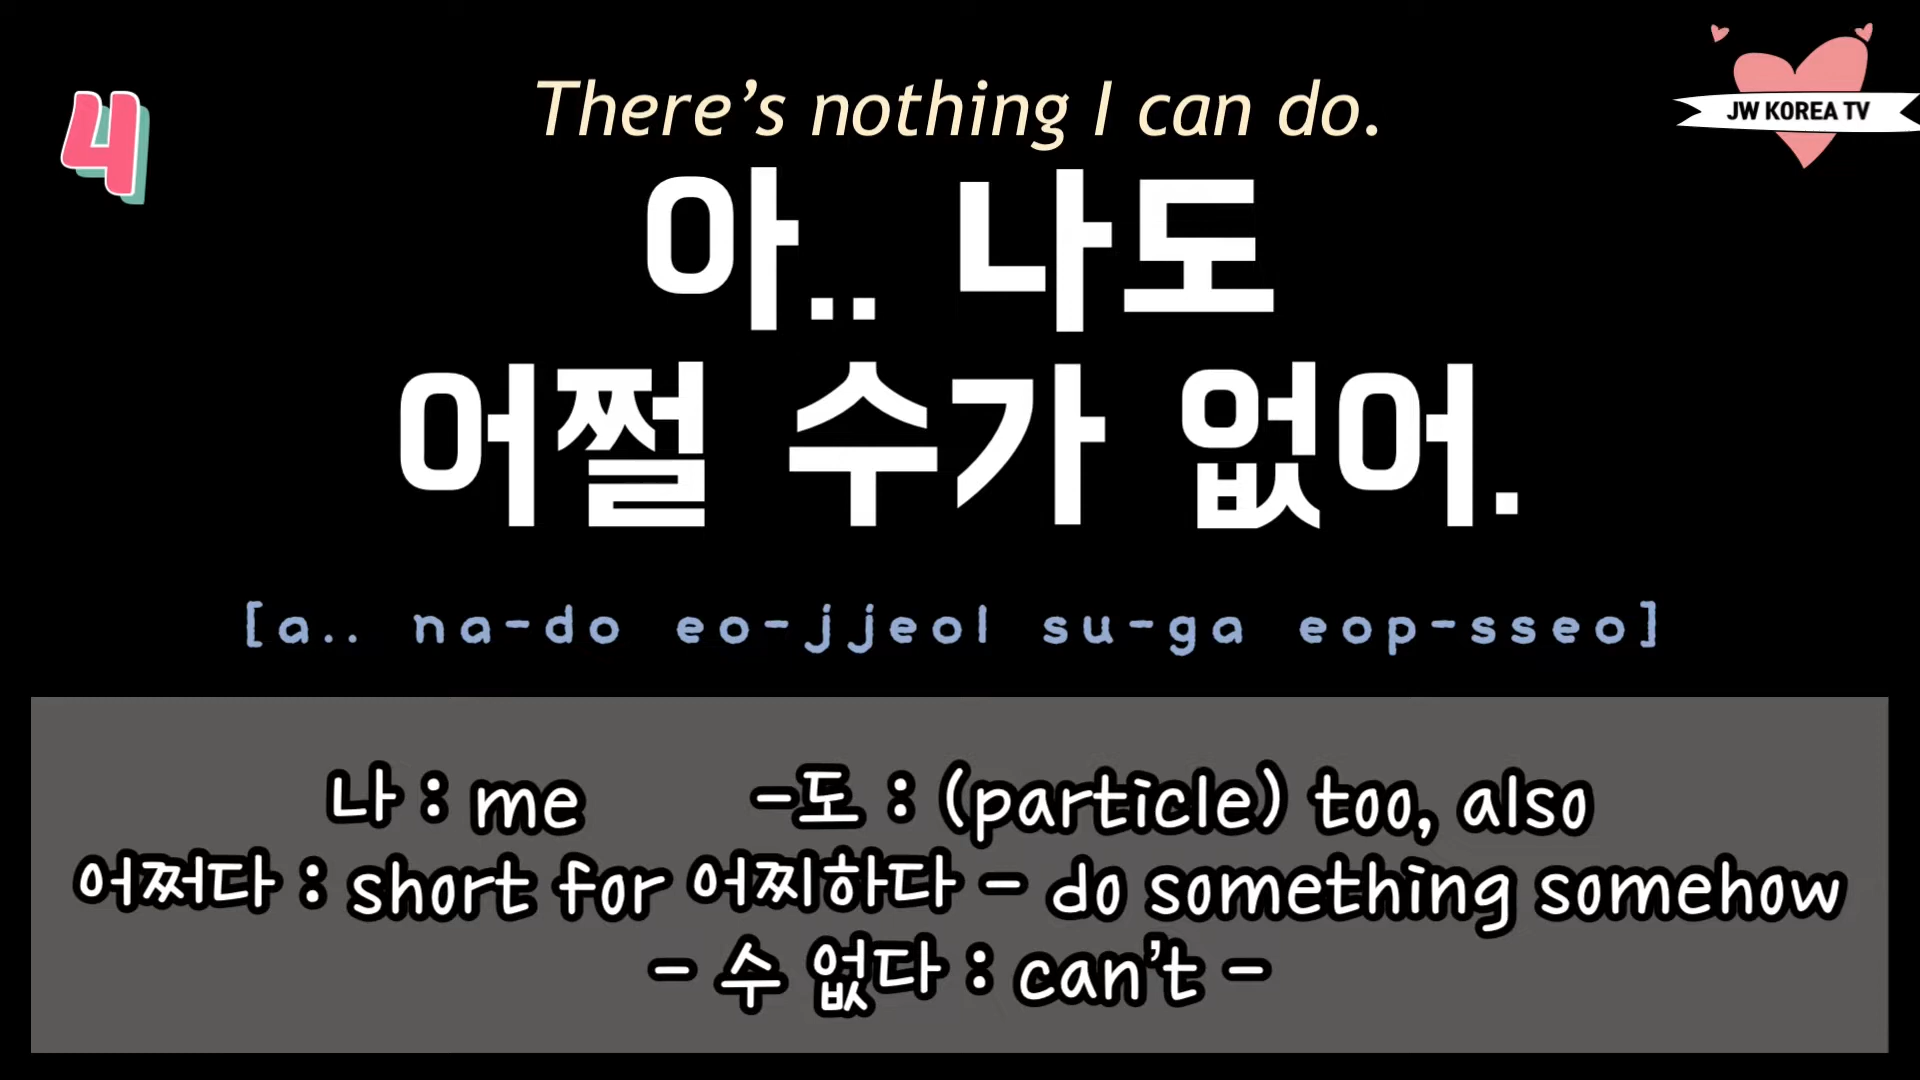 4
There's nothing I can do.
JW KOREA TV
아.. 나도
어쩔 수가 없어.
[a.. na-do eo-jjeol su-ga eop-sseo]
나 : me -도 : (particle) too, also
어쩌다 : short for 어찌하다 - do something somehow
- 수 없다 : can't -